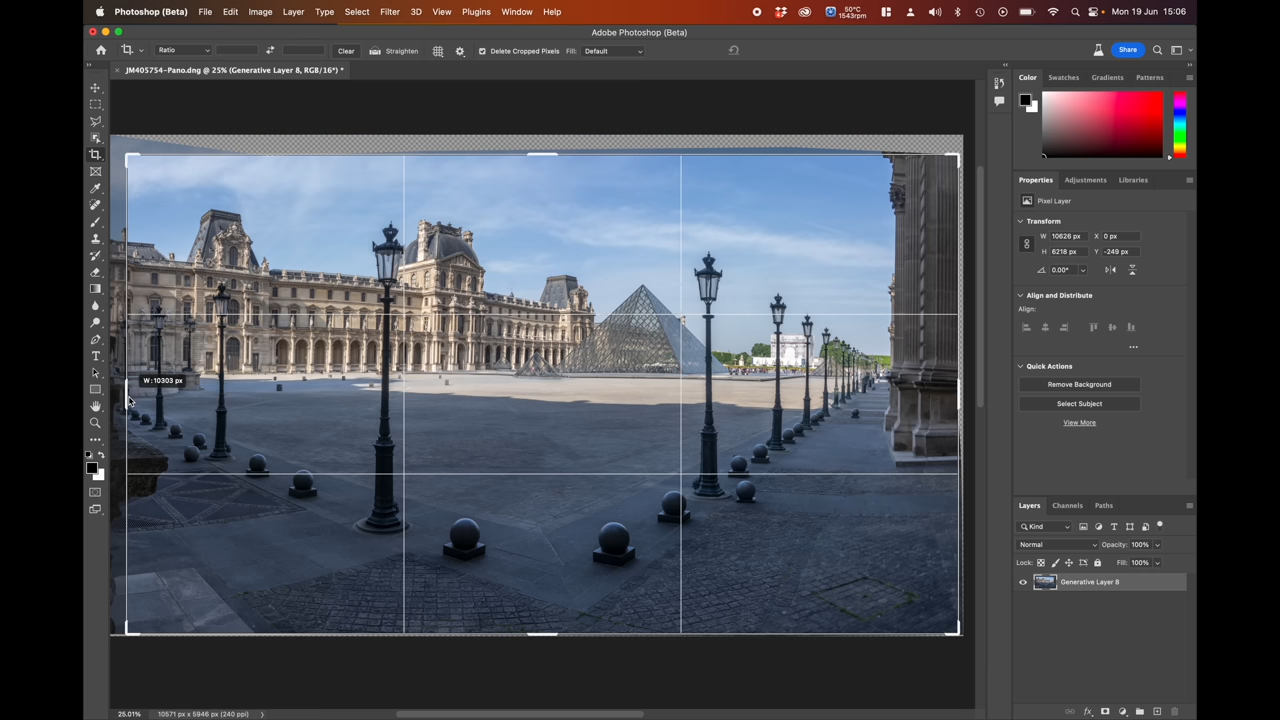 Photoshop (Beta) File Edit Image Layer Type Select Filter 3D View Plugins Window Help 50°C 1543rpm Mon 19 Jun 15:06
Adobe Photoshop (Beta)
Ratio Clear Straighten Delete Cropped Pixels Fill: Default Share
JM405754-Pano.dng @ 25% (Generative Layer 8, RGB/16*) *
Color Swatches Gradients Patterns
Properties Adjustments Libraries
Pixel Layer
Transform
W 10626 px X 0 px
H 6218 px Y -249 px
0.00°
Align and Distribute
Align:
Quick Actions
Remove Background
Select Subject
View More
W: 10303 px
Layers Channels Paths
Kind
Normal Opacity: 100%
Lock: Fill: 100%
Generative Layer 8
25.01% 10571 px x 5946 px (240 ppi)